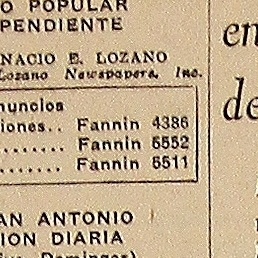 O POPULAR
PENDIENTE
NACIO E. LOZANO
Lozano Newspapers, Inc.
nuncios
iones.. Fannin 4386
........ Fannin 6552
........ Fannin 6511
AN ANTONIO
ION DIARIA
Domingos)
en
de